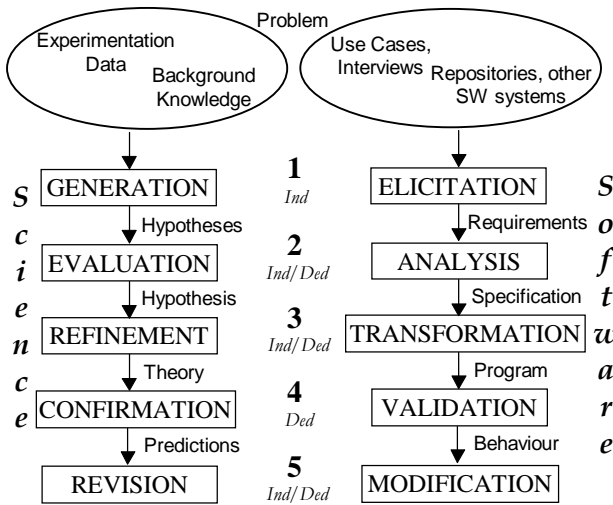 Problem
Experimentation
Data
Background
Knowledge
Use Cases,
Interviews
Repositories, other
SW systems
Science
GENERATION
Hypotheses
EVALUATION
Hypothesis
REFINEMENT
Theory
CONFIRMATION
Predictions
REVISION
1
Ind
2
Ind/Ded
3
Ind/Ded
4
Ded
5
Ind/Ded
ELICITATION
Requirements
ANALYSIS
Specification
TRANSFORMATION
Program
VALIDATION
Behaviour
MODIFICATION
Software